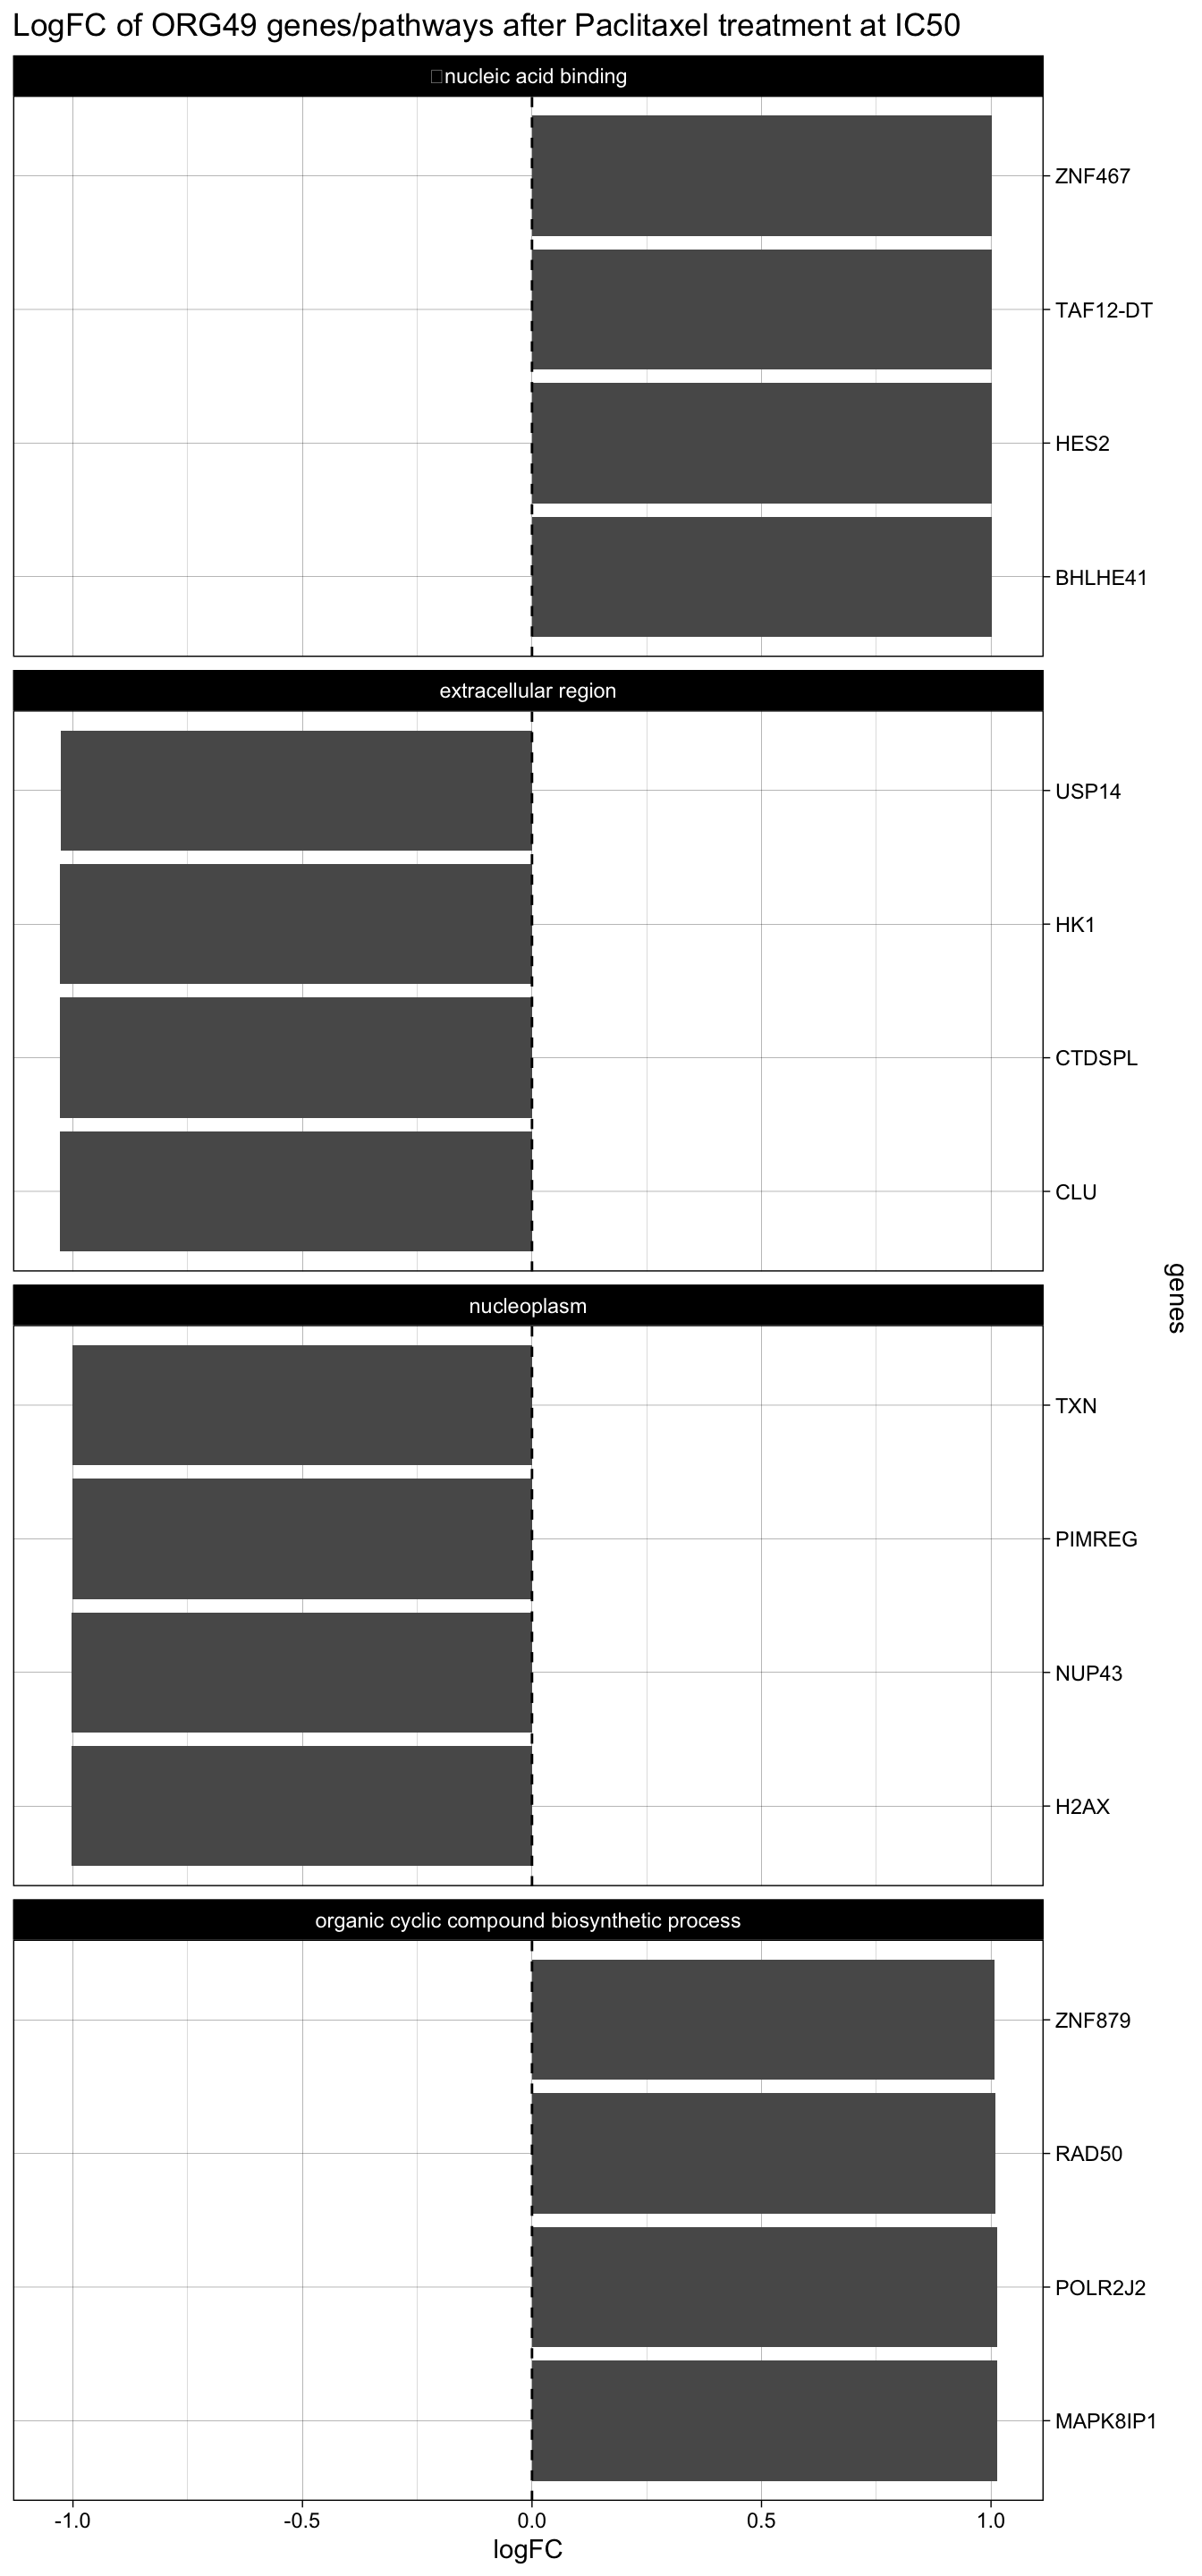 LogFC of ORG49 genes/pathways after Paclitaxel treatment at IC50
nucleic acid binding
ZNF467
TAF12-DT
HES2
BHLHE41
extracellular region
USP14
HK1
CTDSPL
CLU
genes
nucleoplasm
TXN
PIMREG
NUP43
H2AX
organic cyclic compound biosynthetic process
ZNF879
RAD50
POLR2J2
MAPK8IP1
-1.0 -0.5 0.0 0.5 1.0
logFC